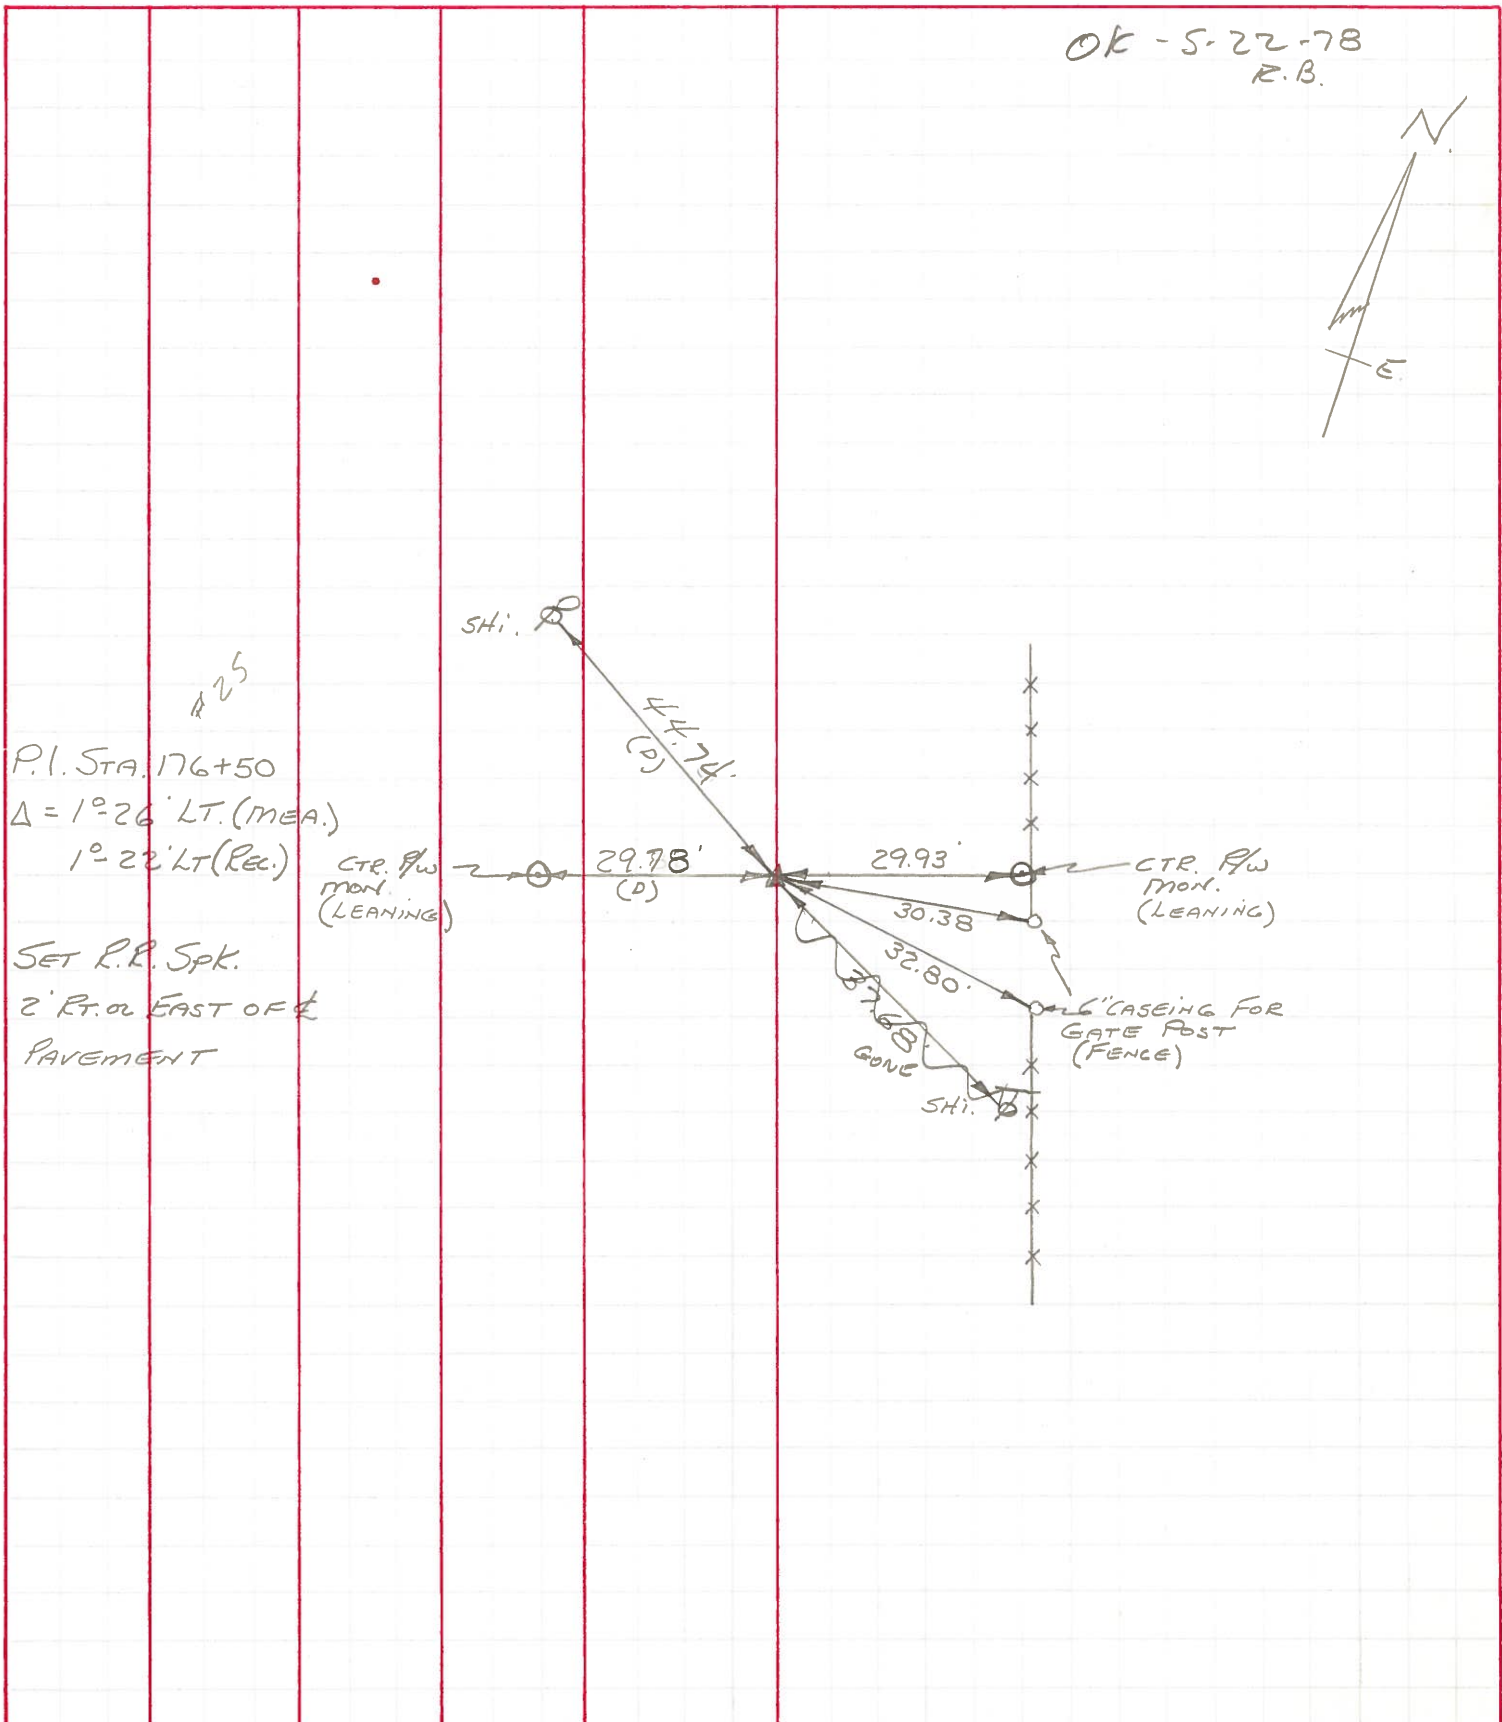 OK - 5-22-78
R.B.
N.
E.
SHI.
44.74'
(D)
P.I. STA. 176+50
Δ = 1°-26' LT. (MEA.)
1°-22' LT (REC.)
CTR. R/W
MON.
(LEANING)
(D)
29.93'
CTR. R/W
MON.
(LEANING)
30.38
32.80'
37.68'
GONE
SET R.R. SPK.
2' RT. OR EAST OF ℄
PAVEMENT
6" CASEING FOR
GATE POST
(FENCE)
SHI.